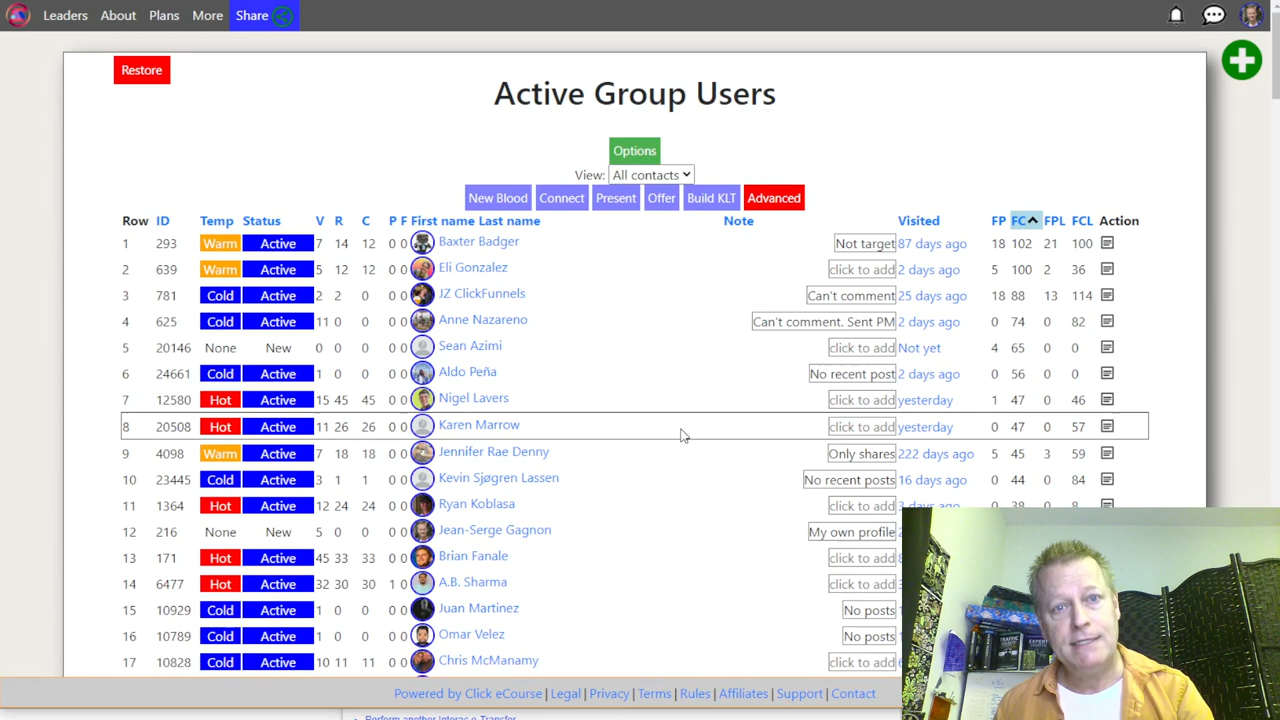 Leaders About Plans More Share
Restore
Active Group Users
Options
View: All contacts
New Blood Connect Present Offer Build KLT Advanced
Row ID Temp Status V R C P F First name Last name Note Visited FP FC FPL FCL Action
1 293 Warm Active 7 14 12 0 0 Baxter Badger Not target 87 days ago 18 102 21 100
2 639 Warm Active 5 12 12 0 0 Eli Gonzalez click to add 2 days ago 5 100 2 36
3 781 Cold Active 2 2 0 0 0 JZ ClickFunnels Can't comment 25 days ago 18 88 13 114
4 625 Cold Active 11 0 0 0 0 Anne Nazareno Can't comment. Sent PM 2 days ago 0 74 0 82
5 20146 None New 0 0 0 0 0 Sean Azimi click to add Not yet 4 65 0 0
6 24661 Cold Active 1 0 0 0 0 Aldo Peña No recent post 2 days ago 0 56 0 0
7 12580 Hot Active 15 45 45 0 0 Nigel Lavers click to add yesterday 1 47 0 46
8 20508 Hot Active 11 26 26 0 0 Karen Marrow click to add yesterday 0 47 0 57
9 4098 Warm Active 7 18 18 0 0 Jennifer Rae Denny Only shares 222 days ago 5 45 3 59
10 23445 Cold Active 3 1 1 0 0 Kevin Sjøgren Lassen No recent posts 16 days ago 0 44 0 84
11 1364 Hot Active 12 24 24 0 0 Ryan Koblasa click to add days ago
12 216 None New 5 0 0 0 0 Jean-Serge Gagnon My own profile
13 171 Hot Active 45 33 33 0 0 Brian Fanale click to add
14 6477 Hot Active 32 30 30 1 0 A.B. Sharma click to add
15 10929 Cold Active 1 0 0 0 0 Juan Martinez No posts
16 10789 Cold Active 1 0 0 0 0 Omar Velez No posts
17 10828 Cold Active 10 11 11 0 0 Chris McManamy click to add
TRAFFIC EXPERT
Powered by Click eCourse | Legal | Privacy | Terms | Rules | Affiliates | Support | Contact
Perform another Interac e-Transfer